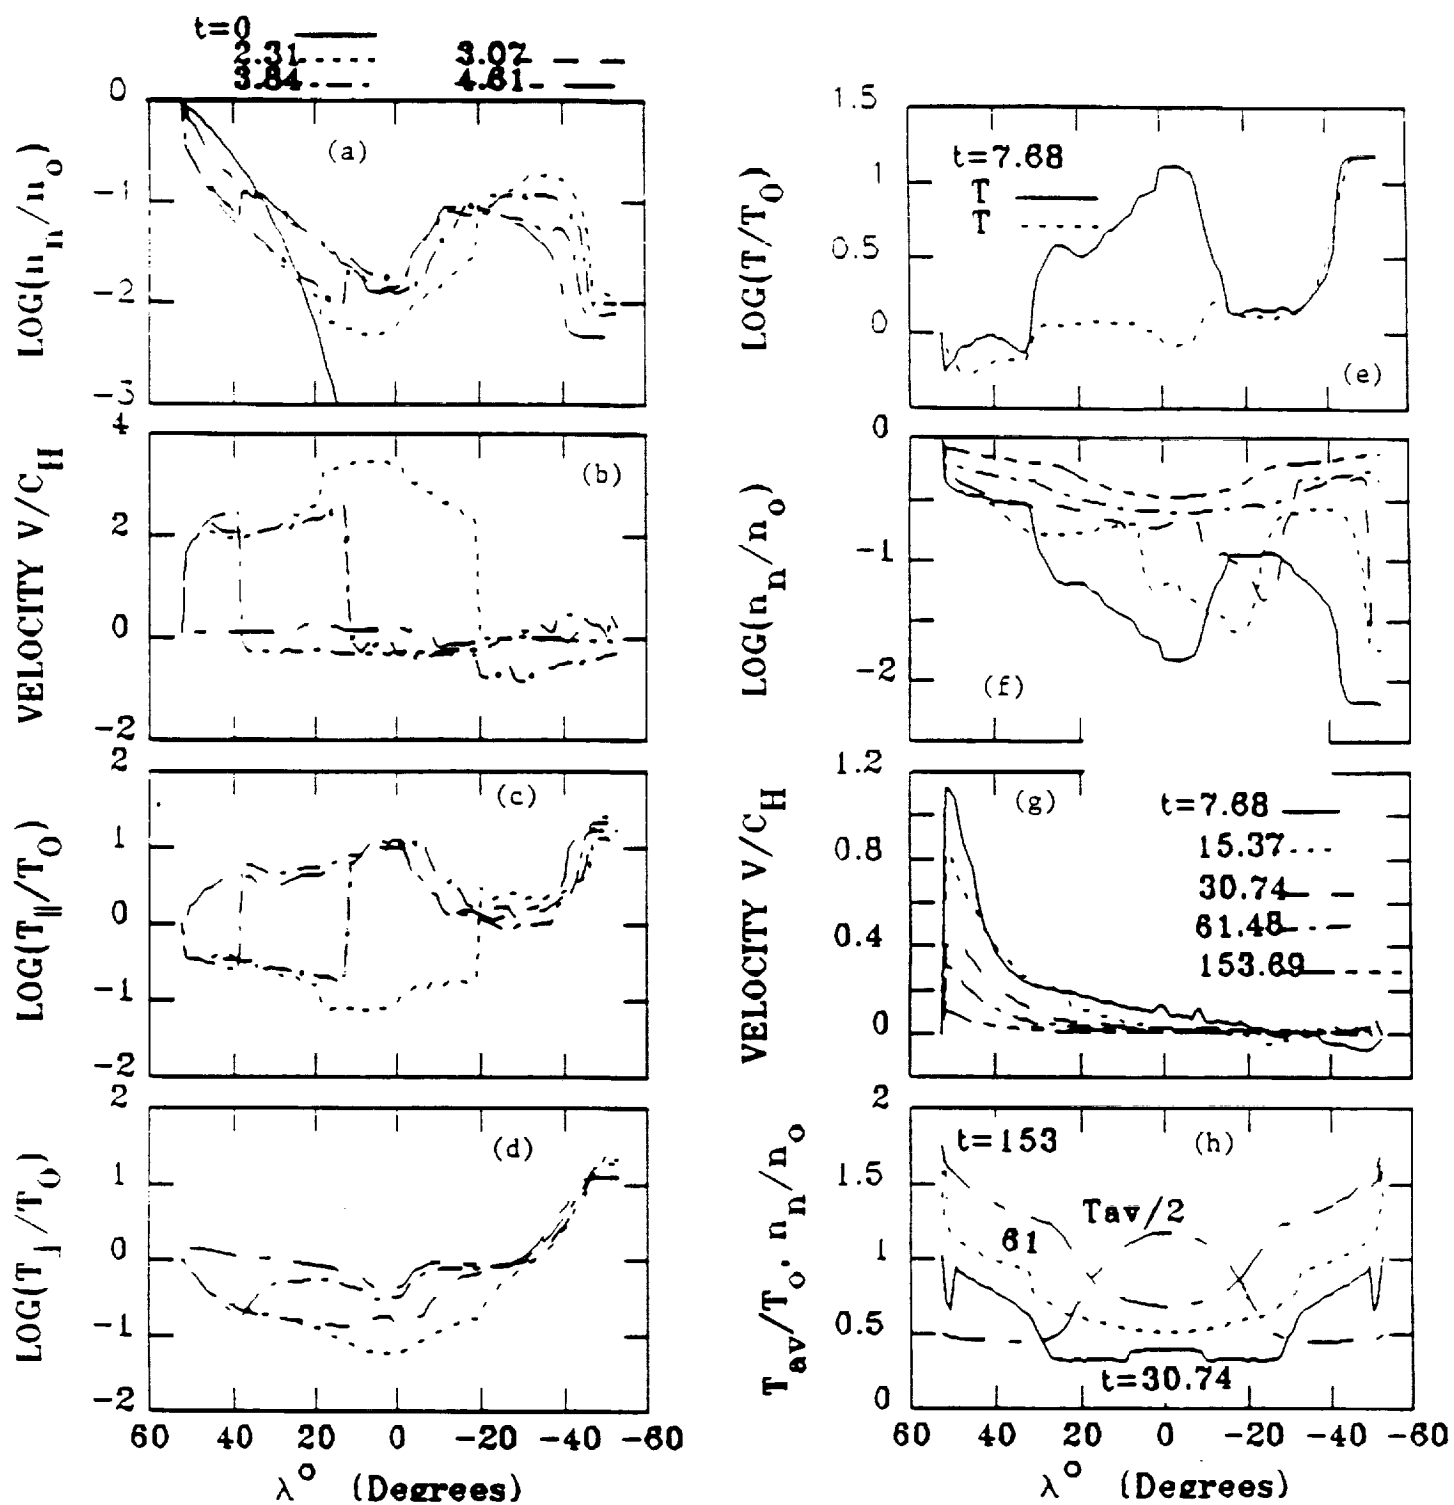 t=0
2.31
3.07
3.84
4.61
0
-1
-2
-3
LOG(n_n/n_o)
(a)
4
2
0
-2
VELOCITY V/C_H
(b)
2
1
0
-1
-2
LOG(T_∥/T_O)
(c)
2
1
0
-1
-2
LOG(T_⊥/T_O)
(d)
60 40 20 0 -20 -40 -60
λ° (Degrees)
1.5
1
0.5
0
LOG(T/T_O)
t=7.68
T
T
(e)
0
-1
-2
LOG(n_n/n_o)
(f)
1.2
0.8
0.4
0
VELOCITY V/C_H
(g)
t=7.68
15.37
30.74
61.48
153.69
2
1.5
1
0.5
0
T_av/T_O, n_n/n_o
t=153
(h)
Tav/2
61
t=30.74
60 40 20 0 -20 -40 -60
λ° (Degrees)